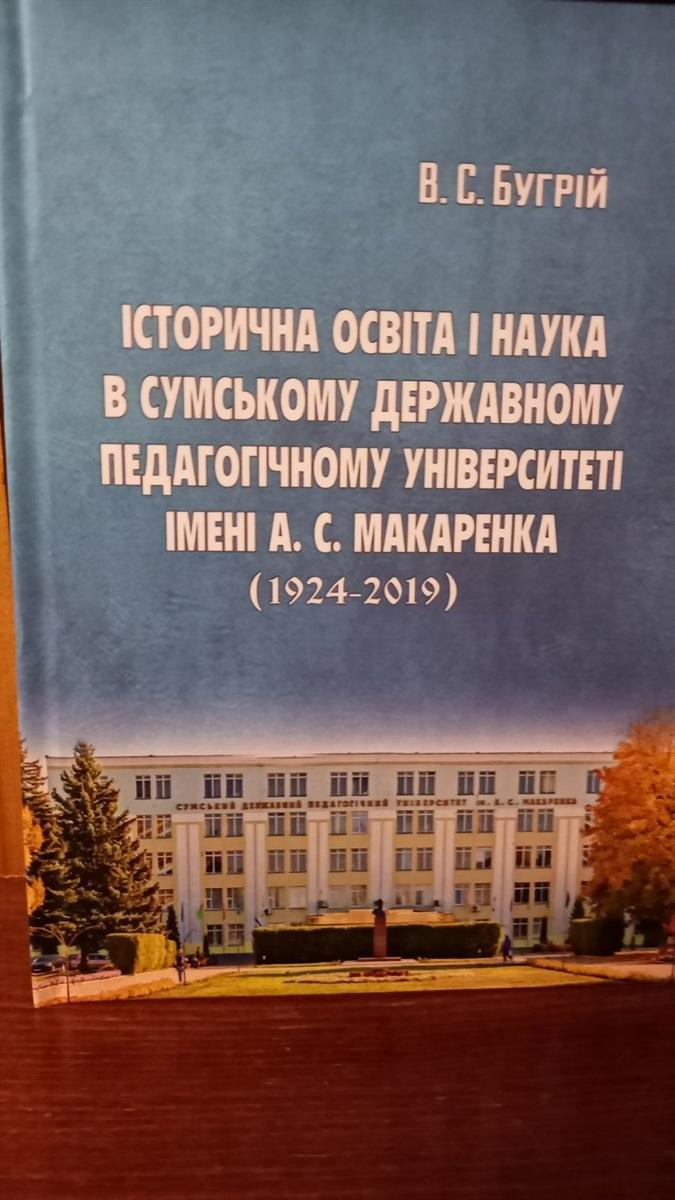 В. С. БУГРІЙ
ІСТОРИЧНА ОСВІТА І НАУКА
В СУМСЬКОМУ ДЕРЖАВНОМУ
ПЕДАГОГІЧНОМУ УНІВЕРСИТЕТІ
ІМЕНІ А. С. МАКАРЕНКА
(1924-2019)
СУМСЬКИЙ ДЕРЖАВНИЙ ПЕДАГОГІЧНИЙ УНІВЕРСИТЕТ ІМ. А. С. МАКАРЕНКА